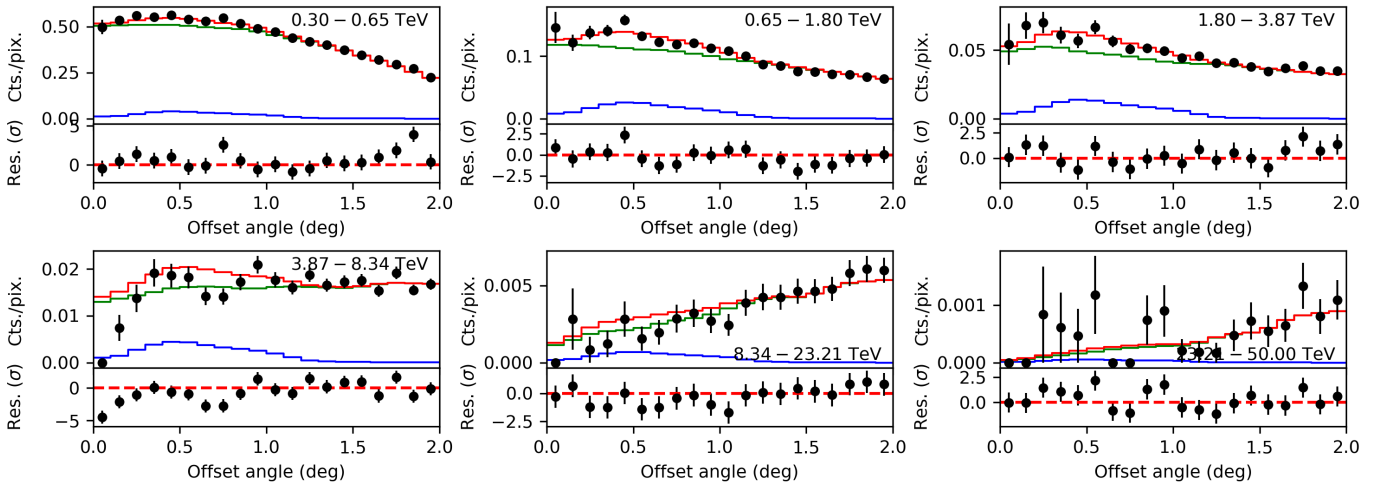 0.30 − 0.65 TeV
Cts./pix.
0.50
0.25
0.00
Res. (σ)
5
0
0.0 0.5 1.0 1.5 2.0
Offset angle (deg)
0.65 − 1.80 TeV
Cts./pix.
0.1
0.0
Res. (σ)
2.5
0.0
−2.5
0.0 0.5 1.0 1.5 2.0
Offset angle (deg)
1.80 − 3.87 TeV
Cts./pix.
0.05
0.00
Res. (σ)
2.5
0.0
0.0 0.5 1.0 1.5 2.0
Offset angle (deg)
3.87 − 8.34 TeV
Cts./pix.
0.02
0.01
0.00
Res. (σ)
0
−5
0.0 0.5 1.0 1.5 2.0
Offset angle (deg)
Cts./pix.
0.005
0.000
8.34 − 23.21 TeV
Res. (σ)
0.0
−2.5
0.0 0.5 1.0 1.5 2.0
Offset angle (deg)
Cts./pix.
0.001
0.000
23.21 − 50.00 TeV
Res. (σ)
2.5
0.0
0.0 0.5 1.0 1.5 2.0
Offset angle (deg)